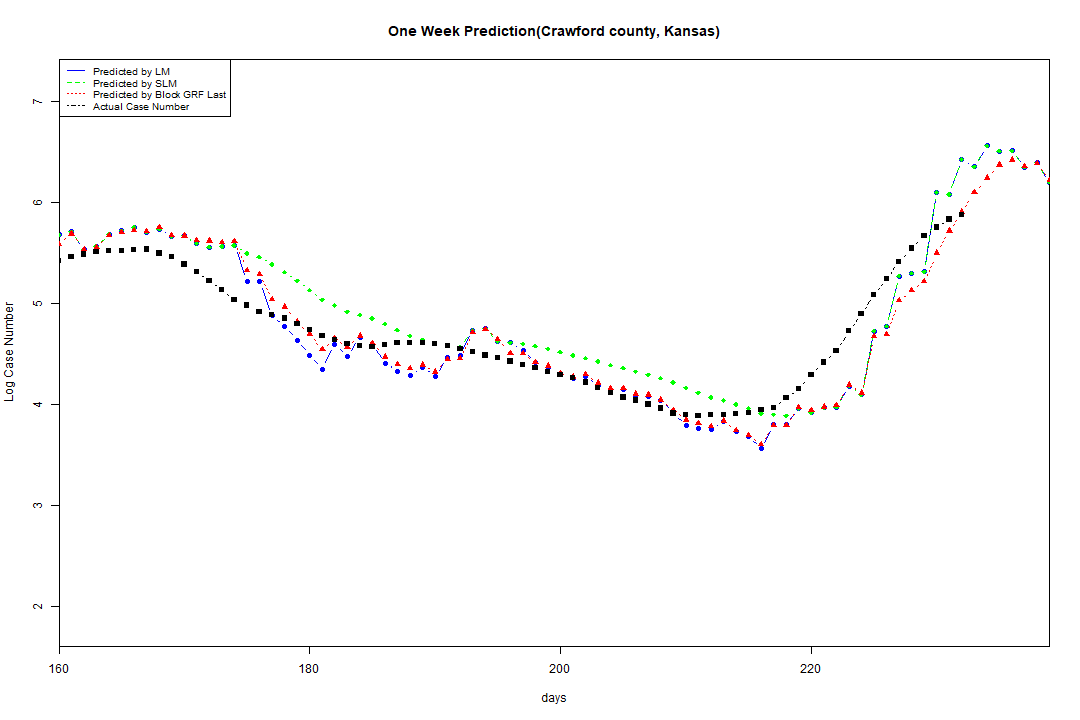 One Week Prediction(Crawford county, Kansas)
Predicted by LM
Predicted by SLM
Predicted by Block GRF Last
Actual Case Number
7
6
5
4
3
2
Log Case Number
160
180
200
220
days